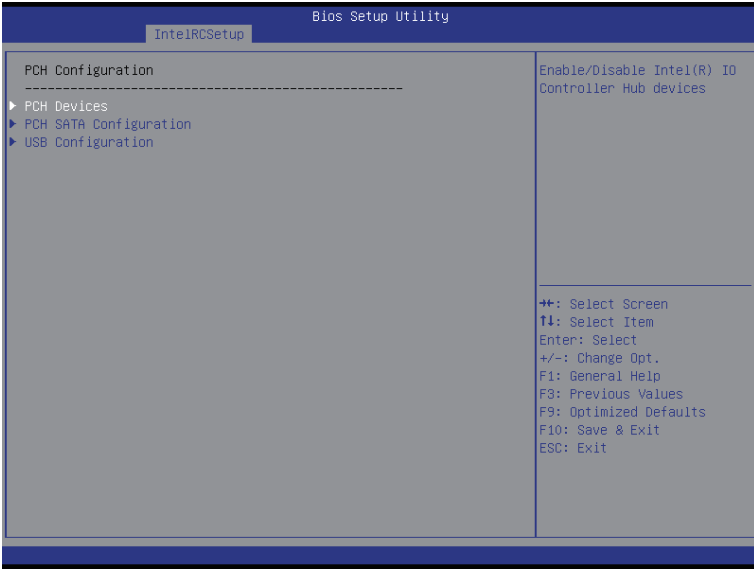 Bios Setup Utility
IntelRCSetup
PCH Configuration
--------------------------------------------------
PCH Devices
PCH SATA Configuration
USB Configuration
Enable/Disable Intel(R) IO
Controller Hub devices
→←: Select Screen
↑↓: Select Item
Enter: Select
+/-: Change Opt.
F1: General Help
F3: Previous Values
F9: Optimized Defaults
F10: Save & Exit
ESC: Exit